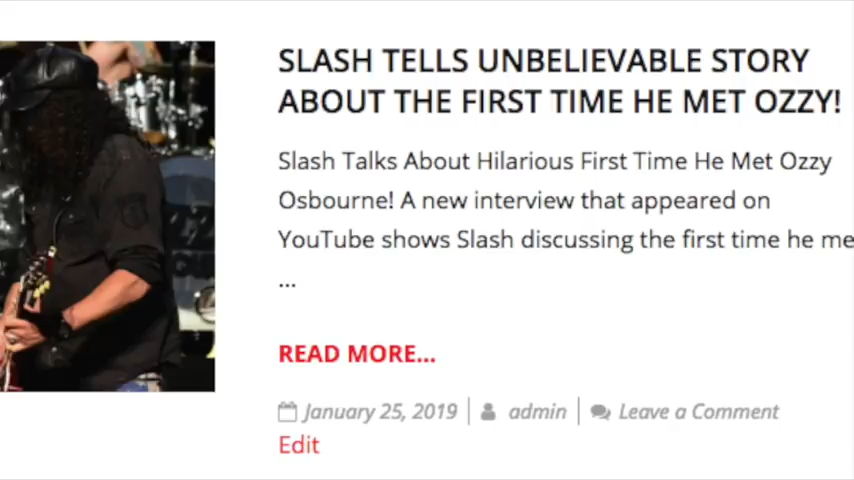 SLASH TELLS UNBELIEVABLE STORY
ABOUT THE FIRST TIME HE MET OZZY!
Slash Talks About Hilarious First Time He Met Ozzy
Osbourne! A new interview that appeared on
YouTube shows Slash discussing the first time he me
...
READ MORE...
January 25, 2019 | admin | Leave a Comment
Edit